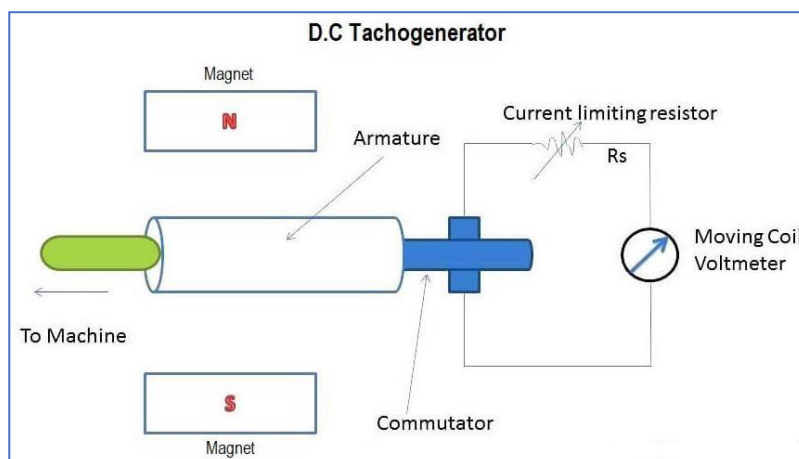 D.C Tachogenerator
Magnet
N
Current limiting resistor
Armature
Rs
Moving Coil
Voltmeter
To Machine
S
Commutator
Magnet